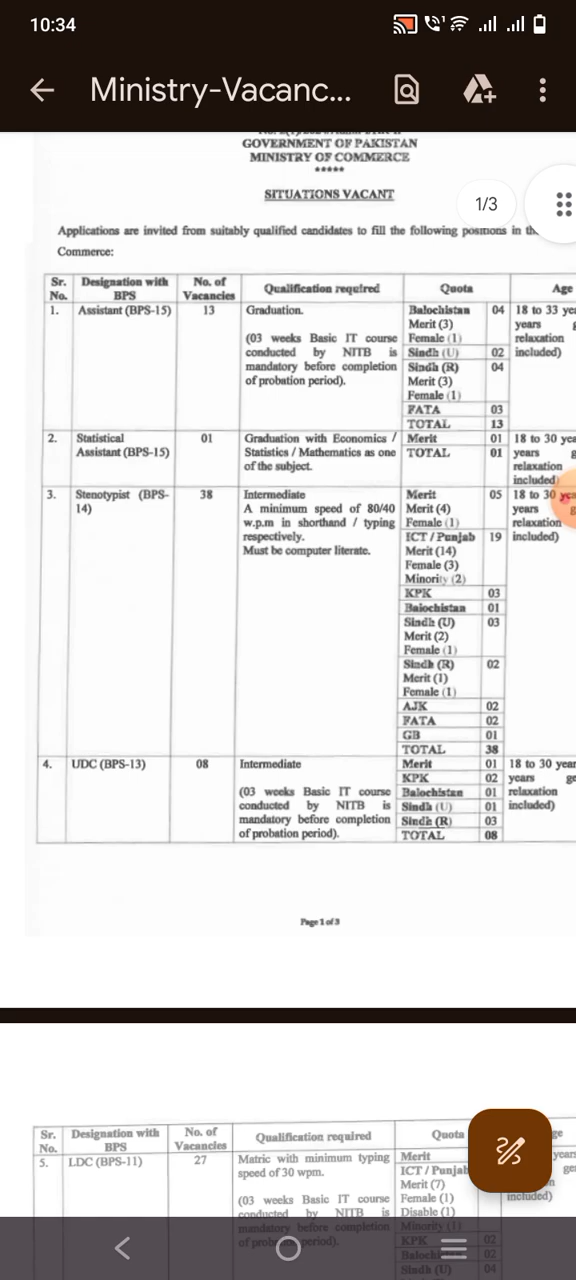 10:34
Ministry-Vacanc...
GOVERNMENT OF PAKISTAN
MINISTRY OF COMMERCE
*****
SITUATIONS VACANT
1/3
Applications are invited from suitably qualified candidates to fill the following in
Commerce:
Sr. No. Designation with BPS No. of Vacancies Qualification required Quota Age
1. Assistant (BPS-15) 13 Graduation. Balochistan 04 18 to 33
Merit (3) years
(03 weeks Basic IT course Female (1) relaxation
conducted by NITB is Sindh (U) 02 included)
mandatory before completion Sindh (R) 04
of probation period). Merit (3)
Female (1)
FATA 03
TOTAL 13
2. Statistical Graduation with Economics / Merit 01 18 to 30
Assistant (BPS-15) 01 Statistics / Mathematics as one TOTAL 01 years
of the subject. relaxation
included)
3. Stenotypist (BPS- 38 Intermediate Merit 05 18 to 30
14) A minimum speed of 80/40 Merit (4) years
w.p.m in shorthand / typing Female (1) relaxation
respectively. ICT / Punjab 19 included)
Must be computer literate. Merit (14)
Female (3)
Minority (2)
KPK 03
Balochistan 01
Sindh (U) 03
Merit (2)
Female (1)
Sindh (R) 02
Merit (1)
Female (1)
AJK 02
FATA 02
GB 01
TOTAL 38
4. UDC (BPS-13) 08 Intermediate Merit 01 18 to 30 year
KPK 02 years ge
(03 weeks Basic IT course Balochistan 01 relaxation
conducted by NITB is Sindh (U) 01 included)
mandatory before completion Sindh (R) 03
of probation period). TOTAL 08
Page 1 of 3
Sr. No. Designation with BPS No. of Vacancies Qualification required Quota
5. LDC (BPS-11) 27 Matric with minimum typing Merit
speed of 30 wpm. ICT / Punjab
Merit (7)
(03 weeks Basic IT course Female (1) included)
conducted by NITB is Disable (1)
mandatory before completion Minority (1)
of period). KPK 02
02
Sindh (U) 04